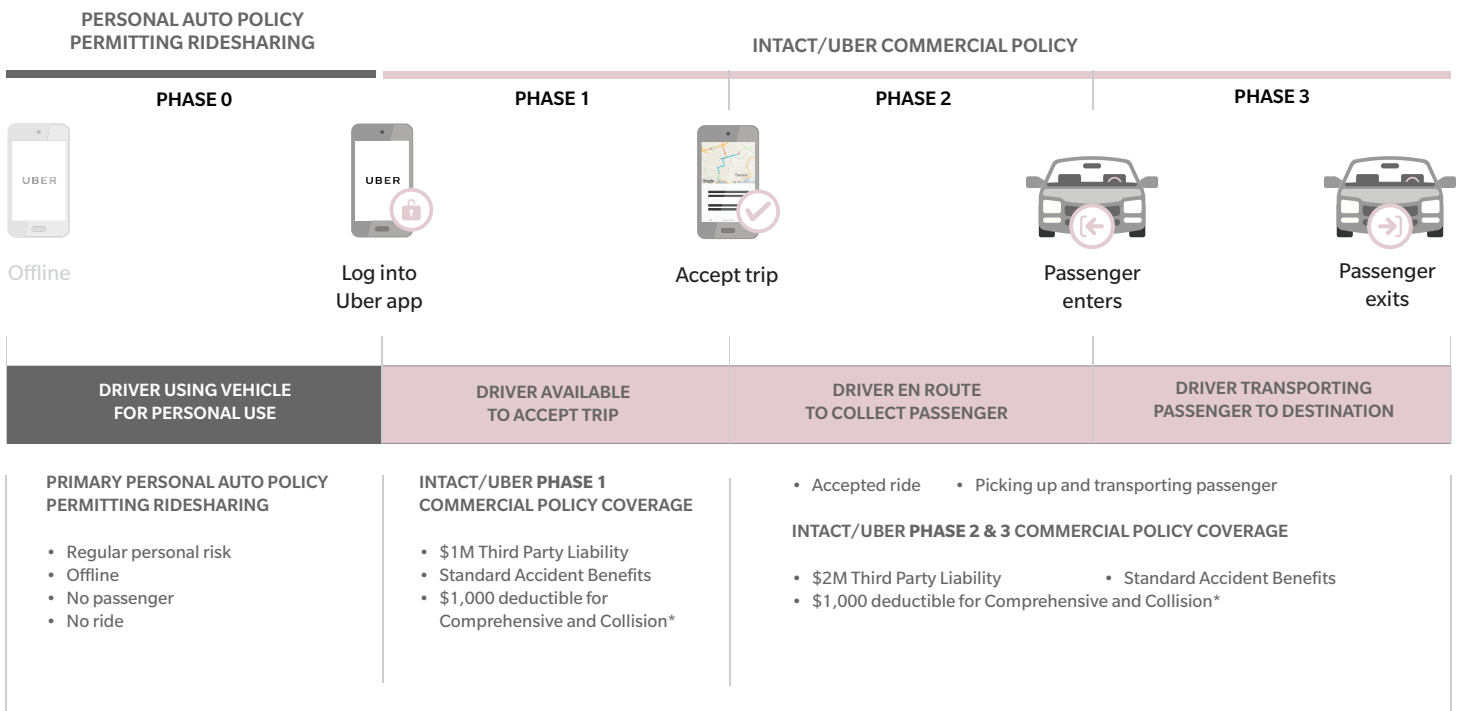 PERSONAL AUTO POLICY
PERMITTING RIDESHARING
INTACT/UBER COMMERCIAL POLICY
PHASE 0
PHASE 1
PHASE 2
PHASE 3
UBER
UBER
Offline
Log into
Uber app
Accept trip
Passenger
enters
Passenger
exits
DRIVER USING VEHICLE
FOR PERSONAL USE
DRIVER AVAILABLE
TO ACCEPT TRIP
DRIVER EN ROUTE
TO COLLECT PASSENGER
DRIVER TRANSPORTING
PASSENGER TO DESTINATION
PRIMARY PERSONAL AUTO POLICY
PERMITTING RIDESHARING
• Regular personal risk
• Offline
• No passenger
• No ride
INTACT/UBER PHASE 1
COMMERCIAL POLICY COVERAGE
• $1M Third Party Liability
• Standard Accident Benefits
• $1,000 deductible for
Comprehensive and Collision*
• Accepted ride • Picking up and transporting passenger
INTACT/UBER PHASE 2 & 3 COMMERCIAL POLICY COVERAGE
• $2M Third Party Liability • Standard Accident Benefits
• $1,000 deductible for Comprehensive and Collision*